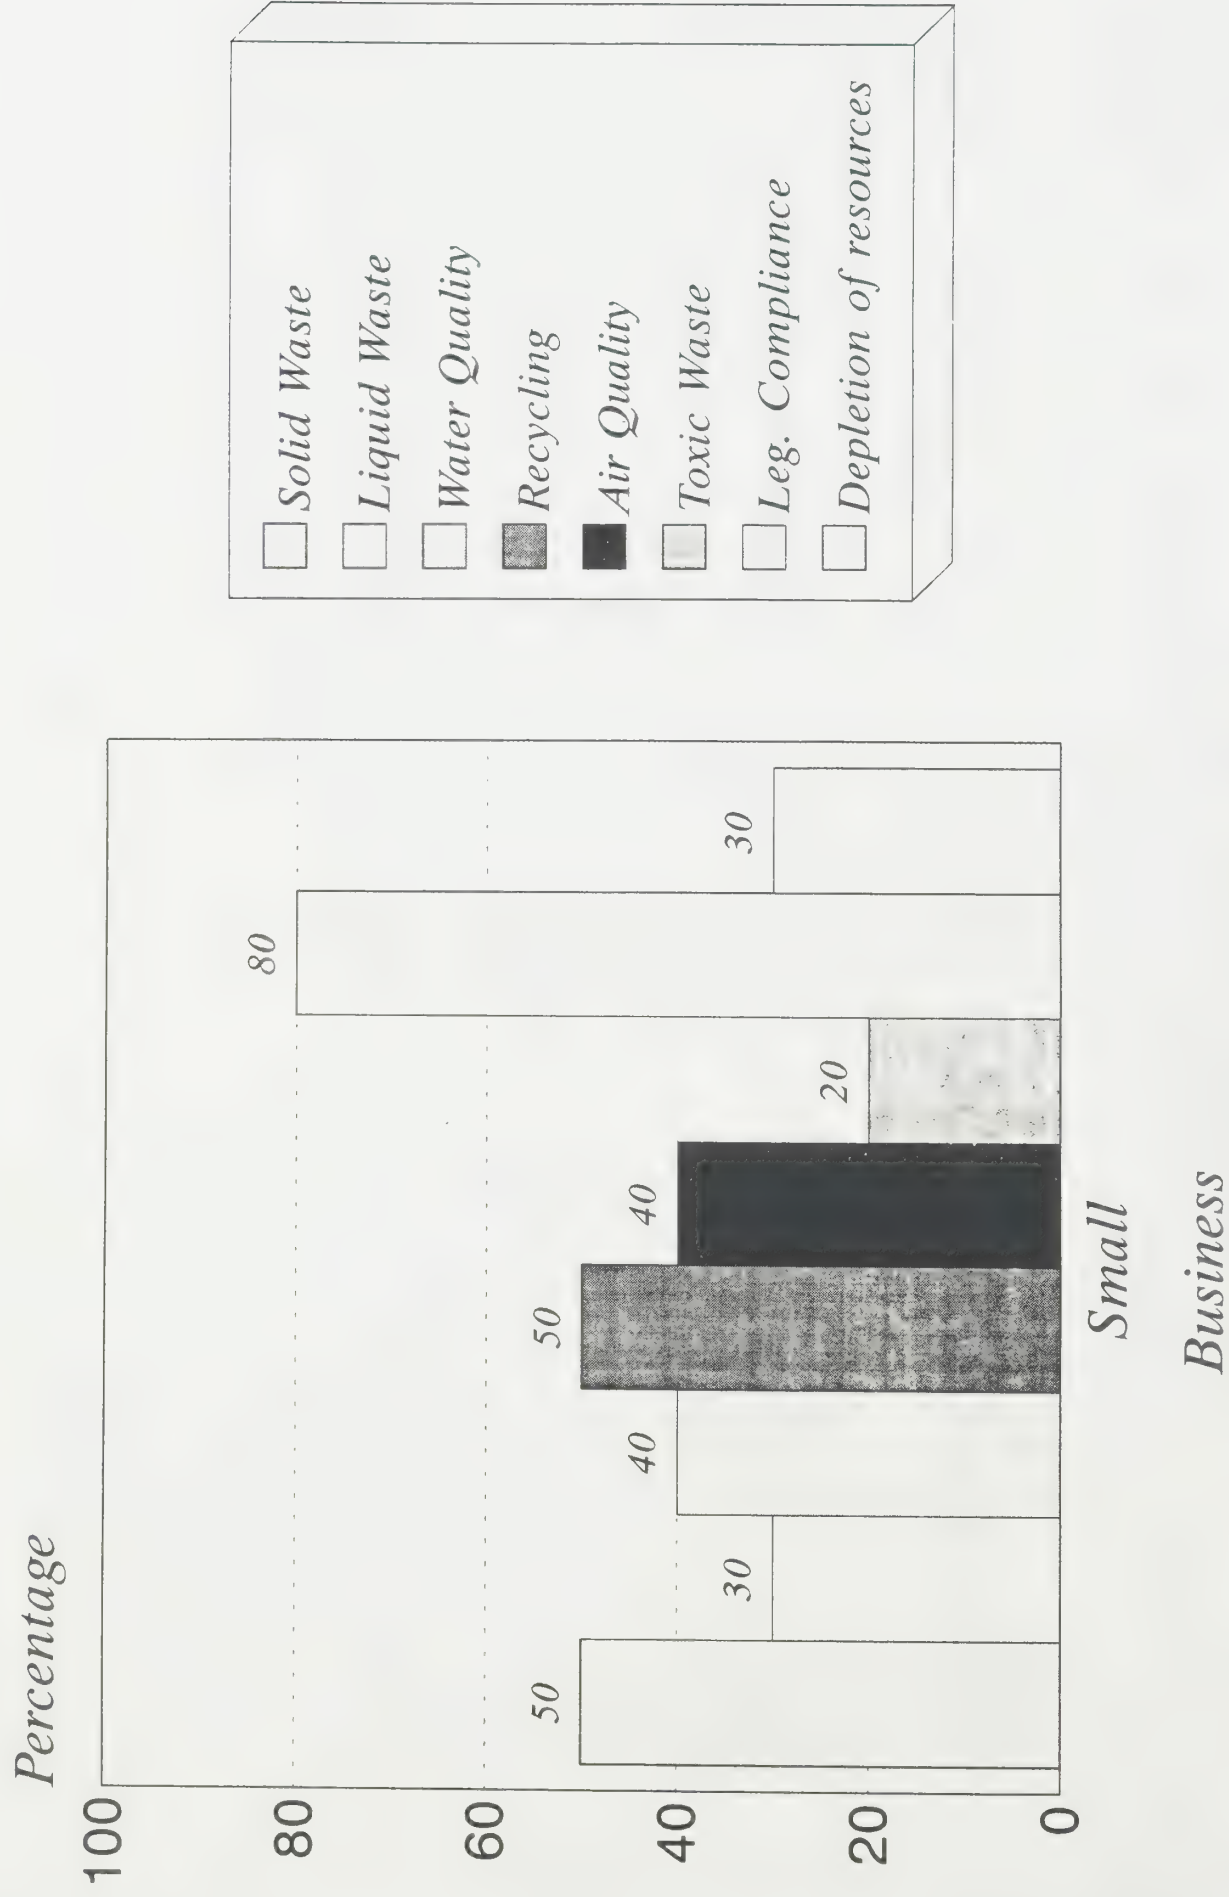 Percentage
100
80
60
40
20
0
50
30
40
50
40
20
80
30
Small
Business
Solid Waste
Liquid Waste
Water Quality
Recycling
Air Quality
Toxic Waste
Leg. Compliance
Depletion of resources